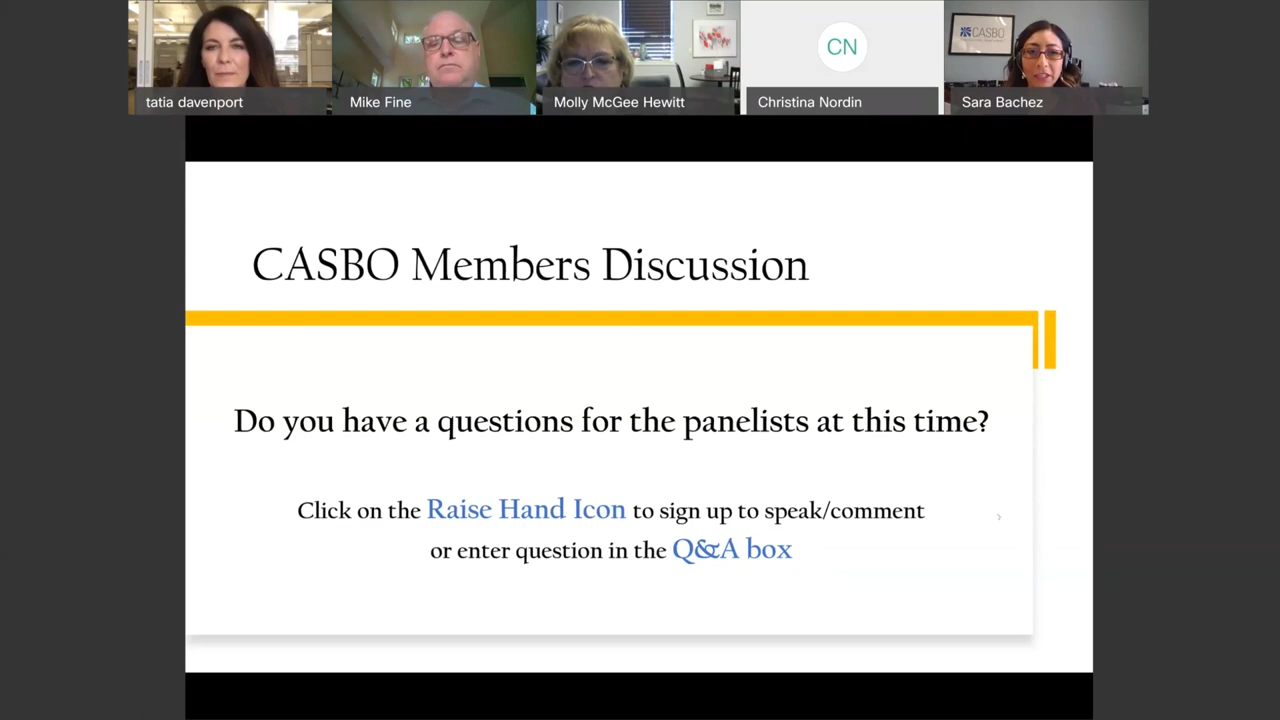 tatia davenport
Mike Fine
Molly McGee Hewitt
CN
Christina Nordin
CASBO
Sara Bachez
CASBO Members Discussion
Do you have a questions for the panelists at this time?
Click on the Raise Hand Icon to sign up to speak/comment
or enter question in the Q&A box